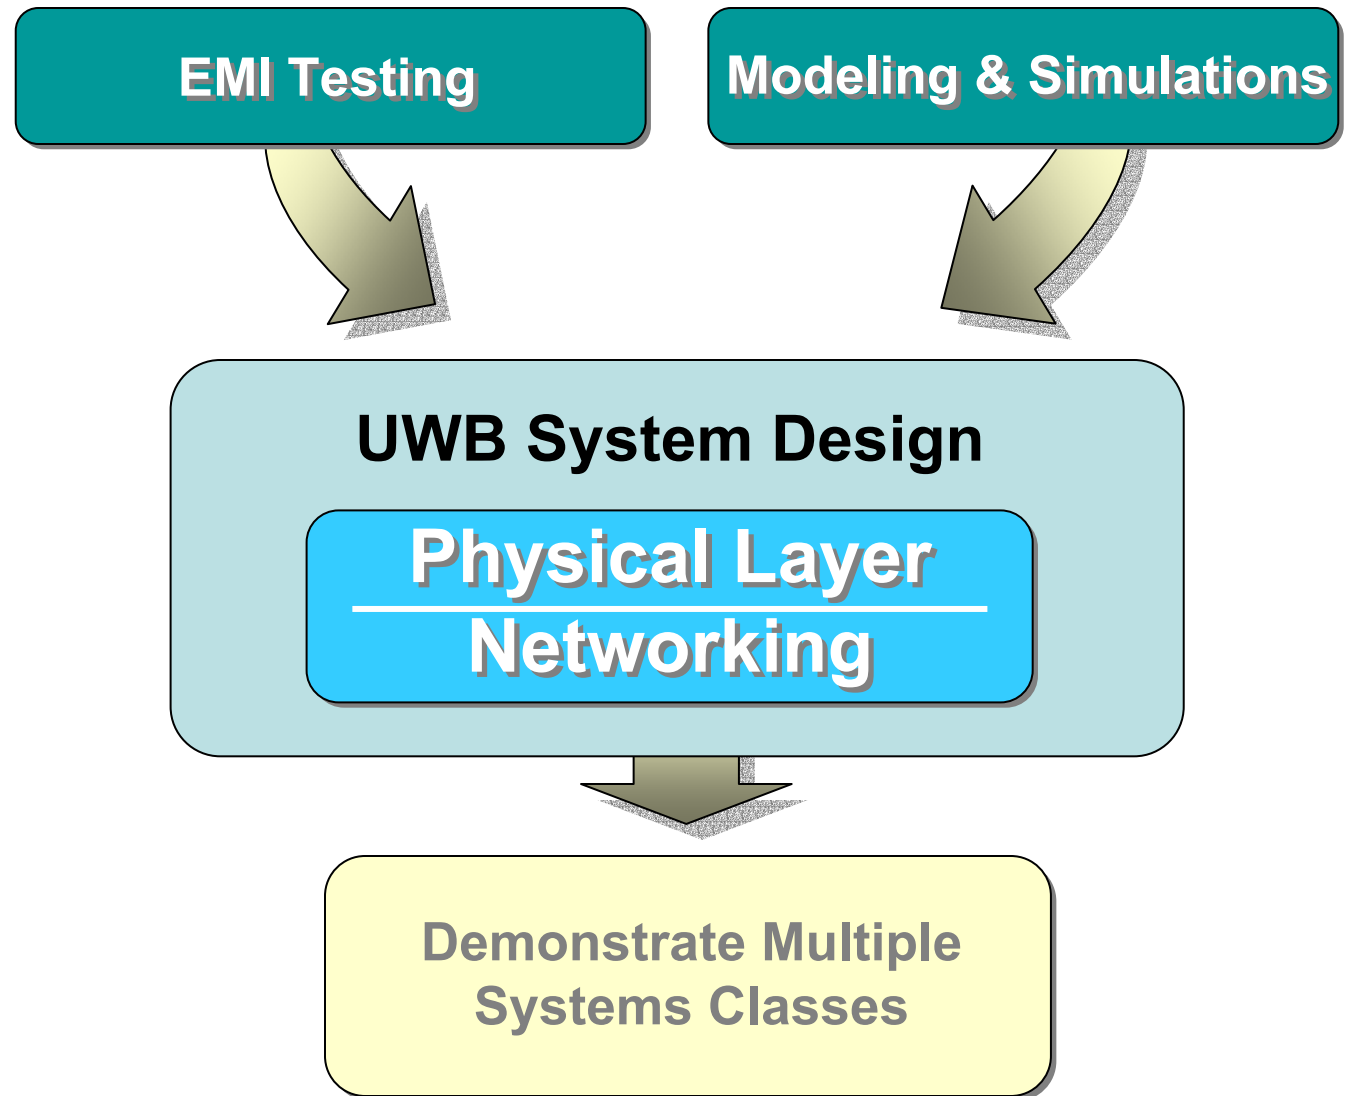 EMI Testing
Modeling & Simulations
UWB System Design
Physical Layer
Networking
Demonstrate Multiple
Systems Classes